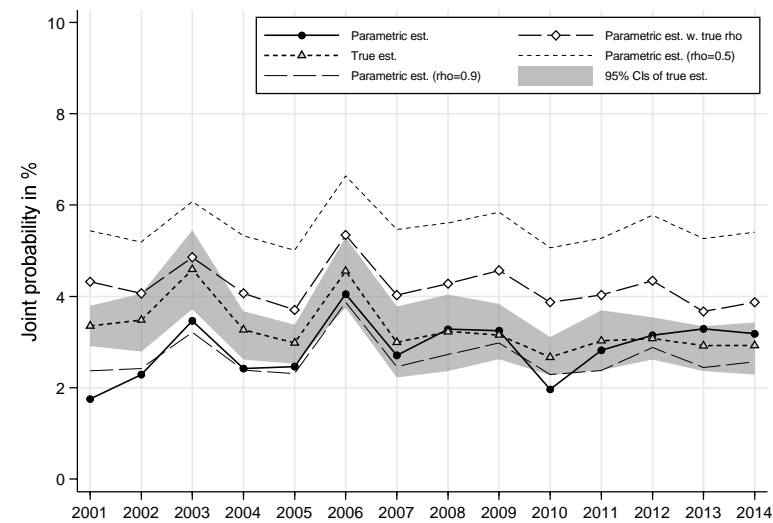 Parametric est.
Parametric est. w. true rho
True est.
Parametric est. (rho=0.5)
Parametric est. (rho=0.9)
95% CIs of true est.
Joint probability in %
10
8
6
4
2
0
2001 2002 2003 2004 2005 2006 2007 2008 2009 2010 2011 2012 2013 2014